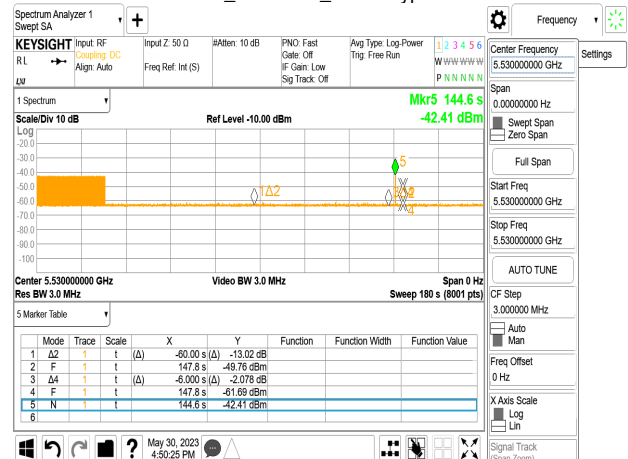 Spectrum Analyzer 1
Swept SA
Frequency
KEYSIGHT
Input: RF
Input Z: 50 Ω
#Atten: 10 dB
PNO: Fast
Avg Type: Log-Power
1 2 3 4 5 6
RL
Coupling: DC
Gate: Off
Trig: Free Run
Align: Auto
Freq Ref: Int (S)
IF Gain: Low
W W W W W W
Sig Track: Off
P N N N N N
LXI
Center Frequency
5.530000000 GHz
Settings
Span
0.00000000 Hz
Swept Span
Zero Span
Full Span
Start Freq
5.530000000 GHz
Stop Freq
5.530000000 GHz
AUTO TUNE
CF Step
3.000000 MHz
Auto
Man
Freq Offset
0 Hz
X Axis Scale
Log
Lin
Signal Track
(Span Zoom)
1 Spectrum
Mkr5 144.6 s
Scale/Div 10 dB
Ref Level -10.00 dBm
-42.41 dBm
Log
-20.0
-30.0
-40.0
-50.0
-60.0
-70.0
-80.0
-90.0
-100
5
1Δ2
4
Center 5.530000000 GHz
Video BW 3.0 MHz
Span 0 Hz
Res BW 3.0 MHz
Sweep 180 s (8001 pts)
5 Marker Table
Mode Trace Scale X Y Function Function Width Function Value
1 Δ2 1 t (Δ) -60.00 s (Δ) -13.02 dB
2 F 1 t 147.8 s -49.76 dBm
3 Δ4 1 t (Δ) -6.000 s (Δ) -2.078 dB
4 F 1 t 147.8 s -61.69 dBm
5 N 1 t 144.6 s -42.41 dBm
6
?
May 30, 2023
4:50:25 PM